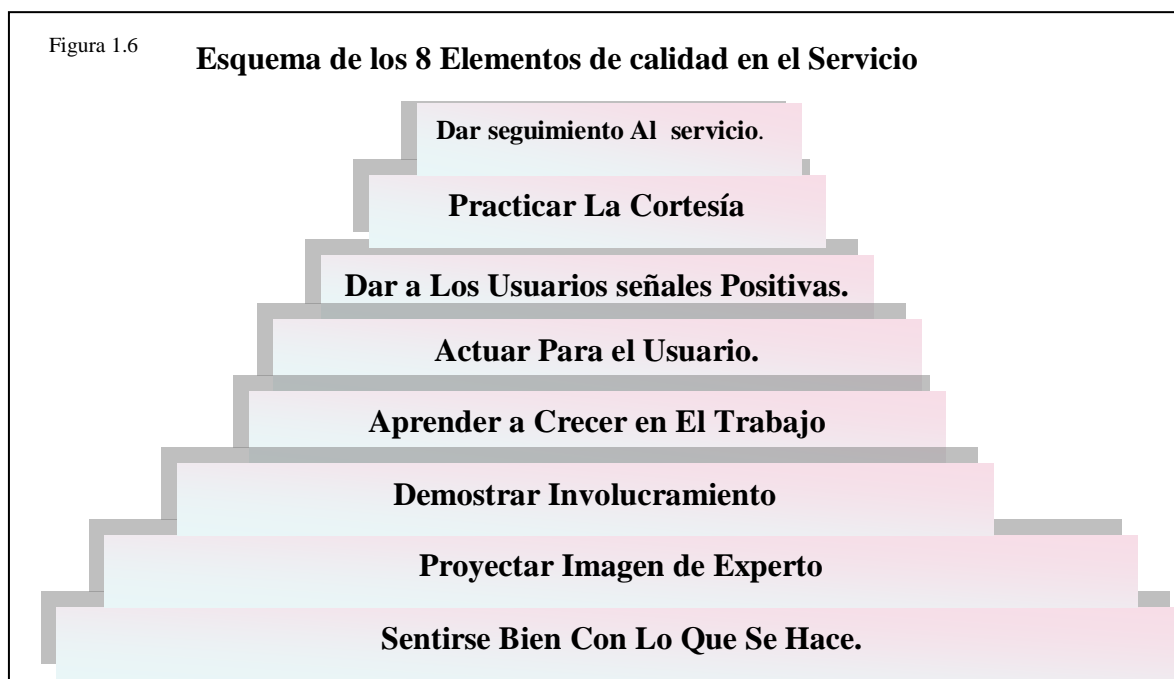 Figura 1.6
Esquema de los 8 Elementos de calidad en el Servicio
Dar seguimiento Al servicio.
Practicar La Cortesía
Dar a Los Usuarios señales Positivas.
Actuar Para el Usuario.
Aprender a Crecer en El Trabajo
Demostrar Involucramiento
Proyectar Imagen de Experto
Sentirse Bien Con Lo Que Se Hace.